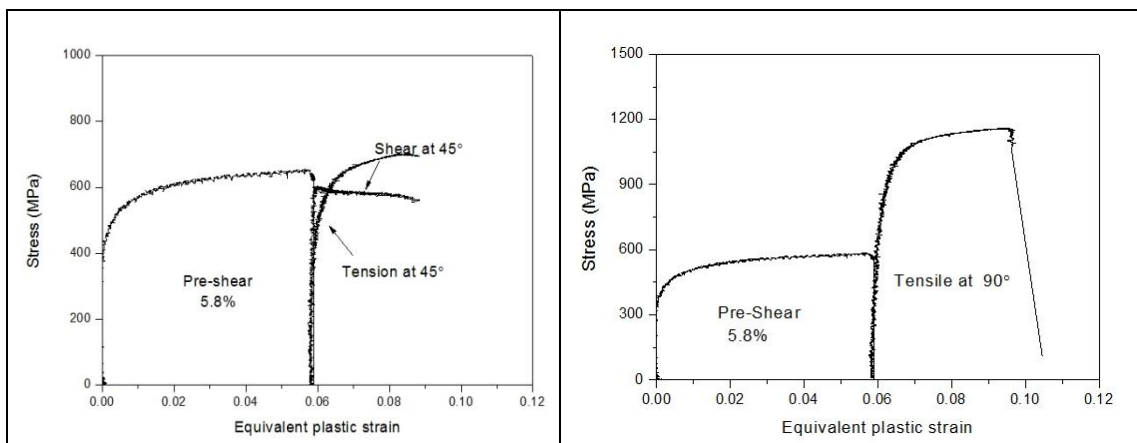 1000
800
600
400
200
0
Stress (MPa)
Shear at 45°
Tension at 45°
Pre-shear
5.8%
0.00 0.02 0.04 0.06 0.08 0.10 0.12
Equivalent plastic strain
1500
1200
900
600
300
0
Stress (MPa)
Tensile at 90°
Pre-Shear
5.8%
0.00 0.02 0.04 0.06 0.08 0.10 0.12
Equivalent plastic strain